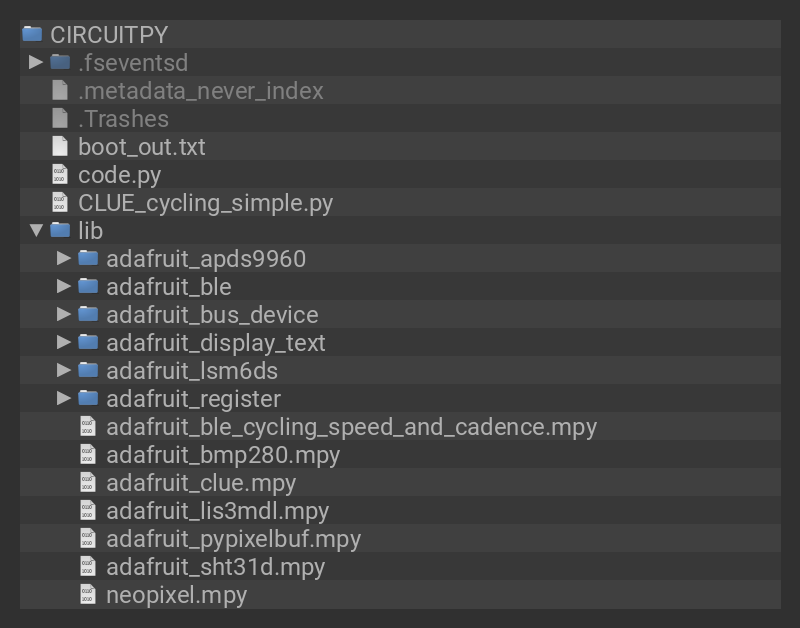 CIRCUITPY
.fseventsd
.metadata_never_index
.Trashes
boot_out.txt
code.py
CLUE_cycling_simple.py
lib
adafruit_apds9960
adafruit_ble
adafruit_bus_device
adafruit_display_text
adafruit_lsm6ds
adafruit_register
adafruit_ble_cycling_speed_and_cadence.mpy
adafruit_bmp280.mpy
adafruit_clue.mpy
adafruit_lis3mdl.mpy
adafruit_pypixelbuf.mpy
adafruit_sht31d.mpy
neopixel.mpy